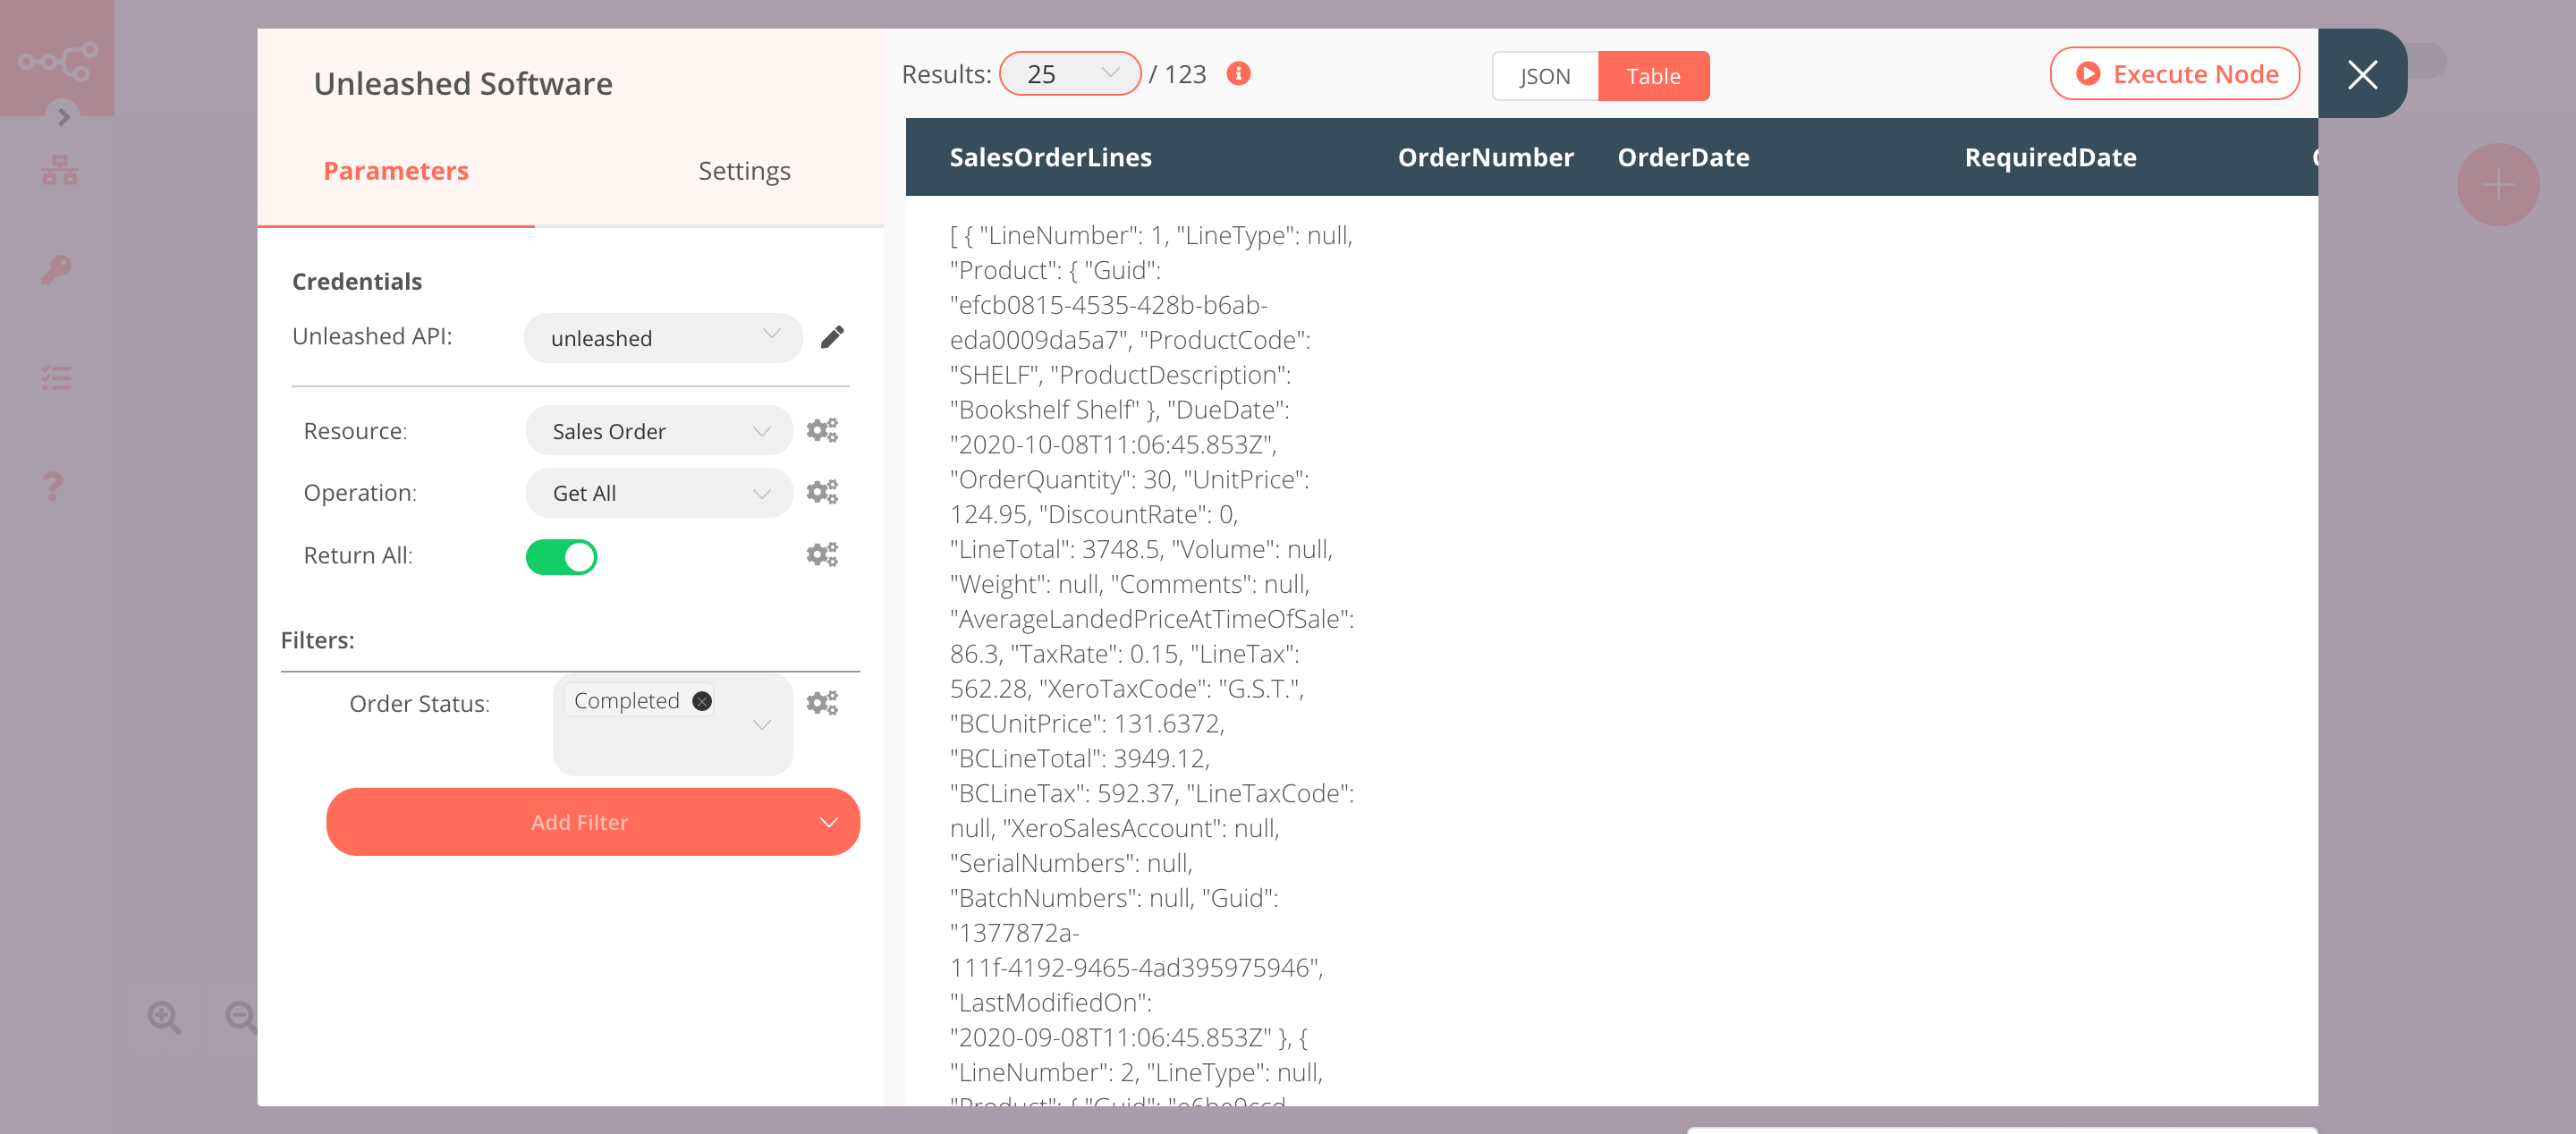 Unleashed Software
Parameters
Settings
Credentials
Unleashed API:
unleashed
Resource:
Sales Order
Operation:
Get All
Return All:
Filters:
Order Status:
Completed
Add Filter
Results:
25
/ 123
JSON
Table
Execute Node
SalesOrderLines
OrderNumber
OrderDate
RequiredDate
[ { "LineNumber": 1, "LineType": null,
"Product": { "Guid":
"efcb0815-4535-428b-b6ab-
eda0009da5a7", "ProductCode":
"SHELF", "ProductDescription":
"Bookshelf Shelf" }, "DueDate":
"2020-10-08T11:06:45.853Z",
"OrderQuantity": 30, "UnitPrice":
124.95, "DiscountRate": 0,
"LineTotal": 3748.5, "Volume": null,
"Weight": null, "Comments": null,
"AverageLandedPriceAtTimeOfSale":
86.3, "TaxRate": 0.15, "LineTax":
562.28, "XeroTaxCode": "G.S.T.",
"BCUnitPrice": 131.6372,
"BCLineTotal": 3949.12,
"BCLineTax": 592.37, "LineTaxCode":
null, "XeroSalesAccount": null,
"SerialNumbers": null,
"BatchNumbers": null, "Guid":
"1377872a-
111f-4192-9465-4ad395975946",
"LastModifiedOn":
"2020-09-08T11:06:45.853Z" }, {
"LineNumber": 2, "LineType": null,
"Product": { "Guid":